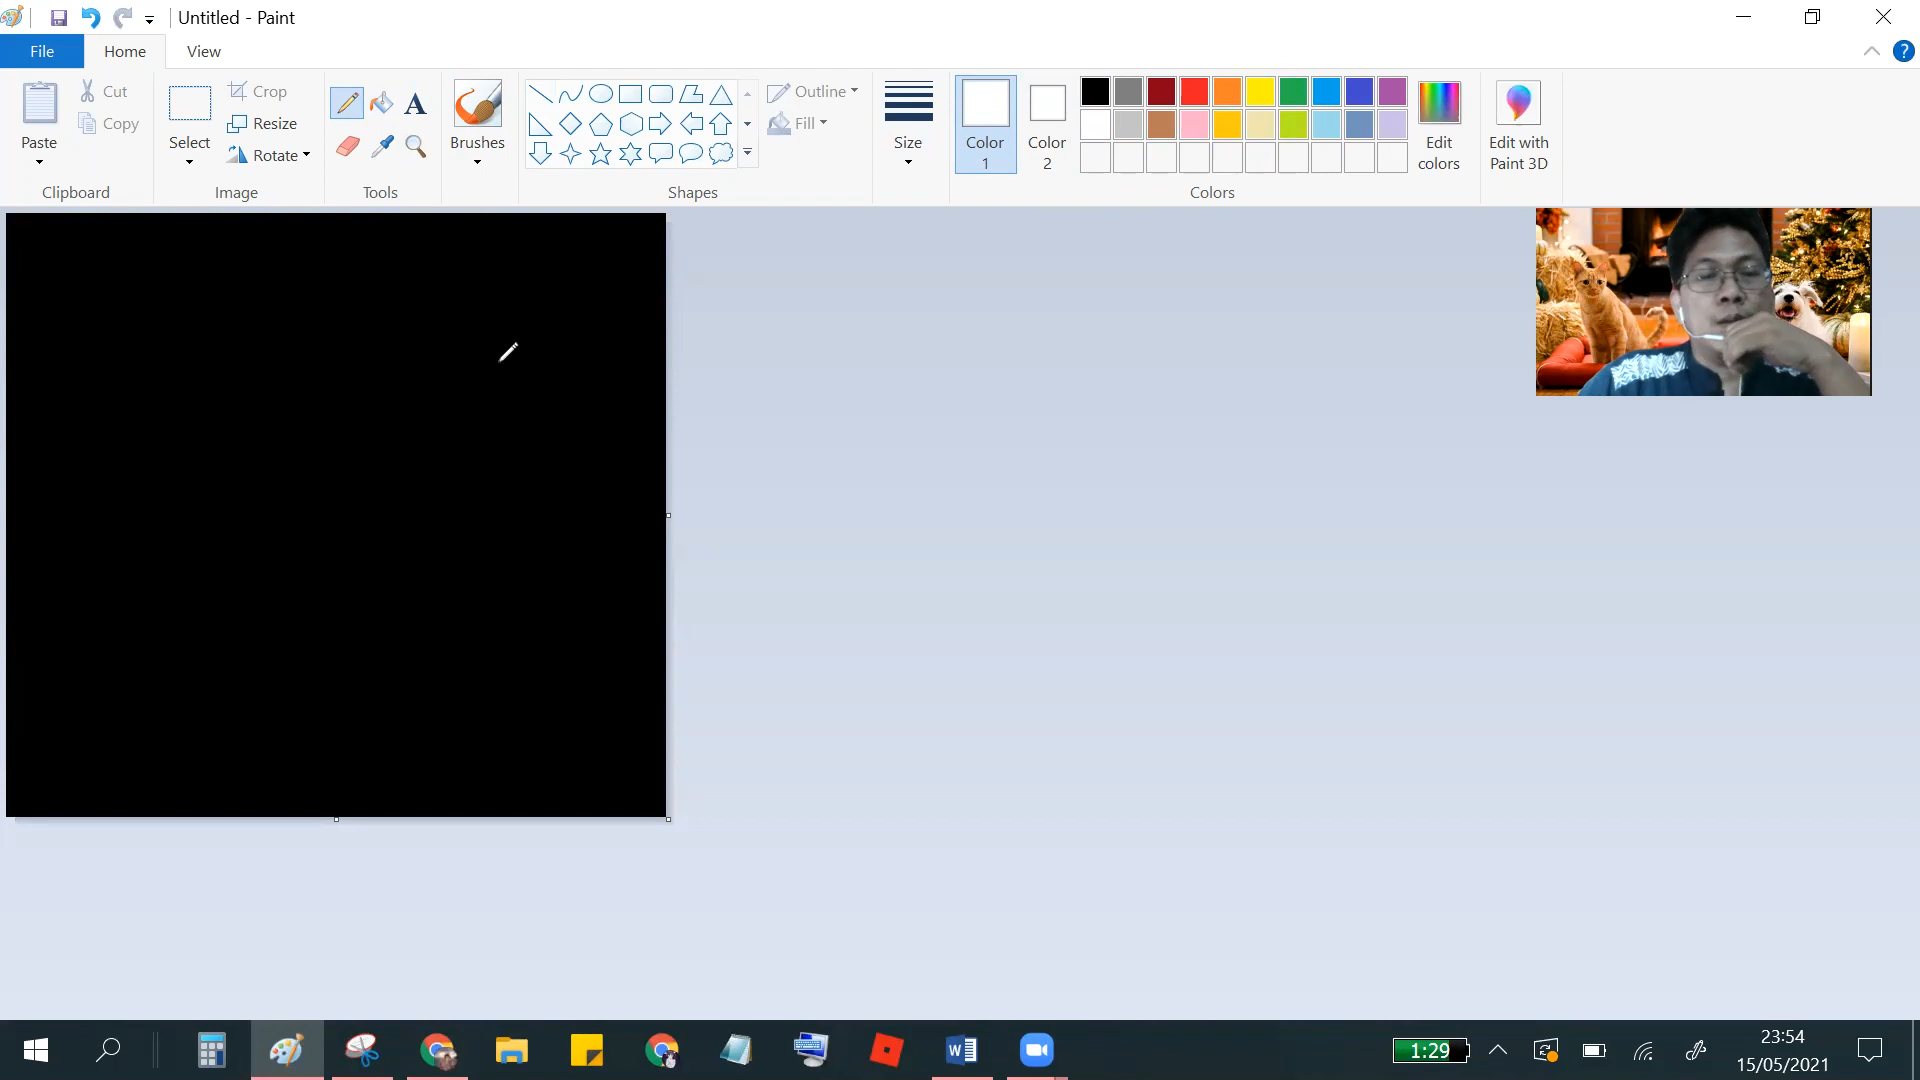 Untitled - Paint
File
Home
View
Paste
Cut
Copy
Clipboard
Select
Crop
Resize
Rotate
Image
A
Tools
Brushes
Shapes
Outline
Fill
Size
Color
1
Color
2
Colors
Edit
colors
Edit with
Paint 3D
?
W
1:29
23:54
15/05/2021